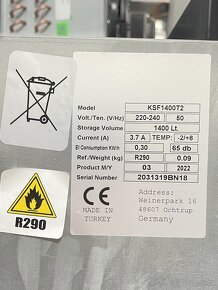 Model KSF1400T2
Volt./Ten. (V/Hz) 220-240 50
Storage Volume 1400 Lt.
Current (A) 3.7 A TEMP: -2/+8
El Consumption KW/h 0,30 65 db
Ref./Weight (kg) R290 0.09
Product M/Y 03 2022
Serial Number 2031319BN18
CE
MADE IN
TURKEY
Address:
Weinerpark 16
48607 Ochtrup
Germany
R290